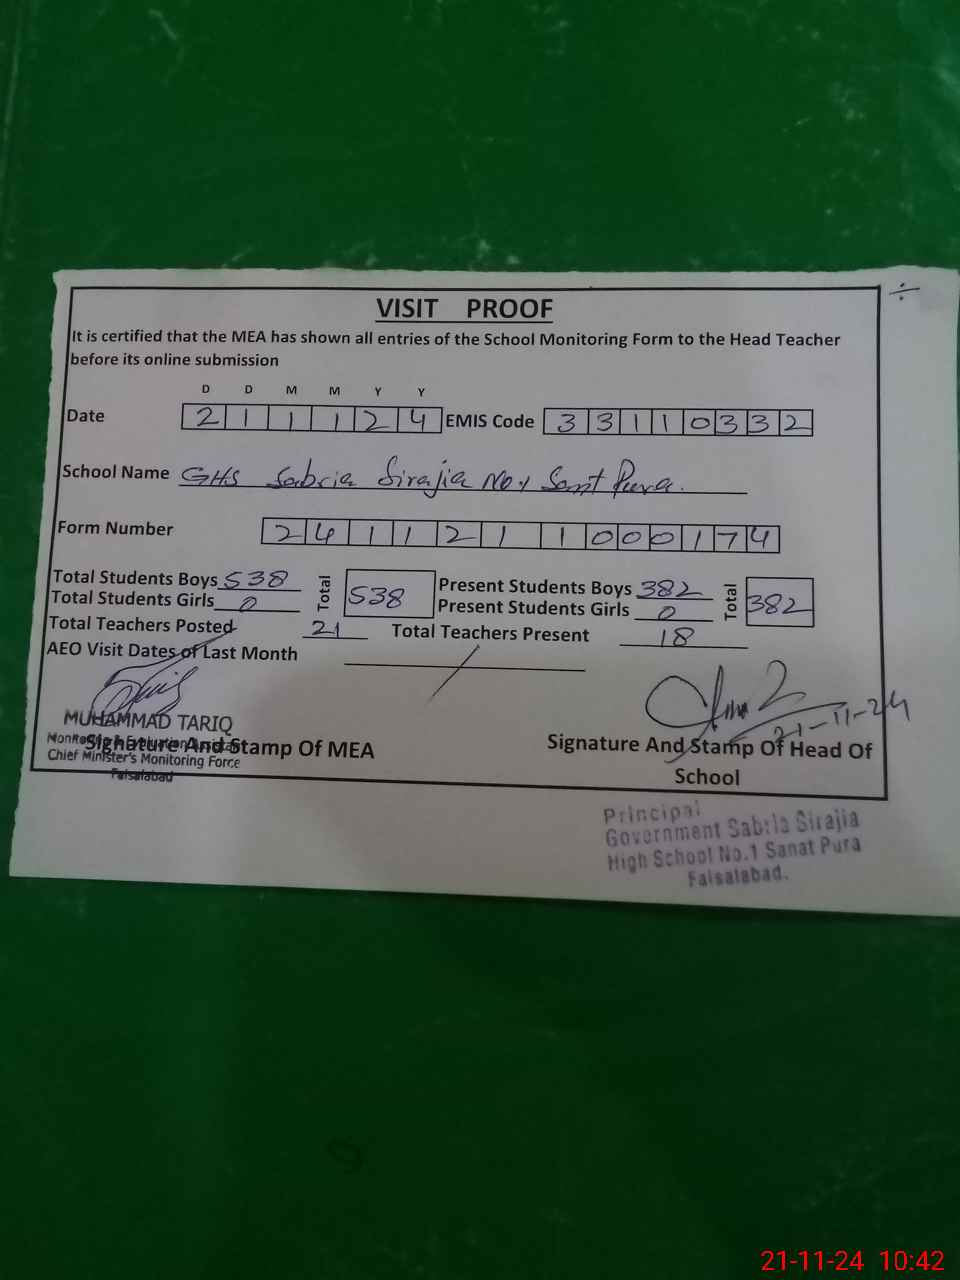 VISIT PROOF
It is certified that the MEA has shown all entries of the School Monitoring Form to the Head Teacher
before its online submission
D D M M Y Y
Date 2 1 1 1 2 4 EMIS Code 3 3 1 1 0 3 3 2
School Name GHS Sabria Sirajia No.1 Sant Pura.
Form Number 2 4 1 1 2 1 1 0 0 0 1 7 4
Total Students Boys 538 Total 538 Present Students Boys 382 Total 382
Total Students Girls 0 Present Students Girls 0
Total Teachers Posted 21 Total Teachers Present 18
AEO Visit Dates of Last Month
21-11-24
MUHAMMAD TARIQ
Monitoring & Evaluation Assistant
Signature And Stamp Of MEA Signature And Stamp Of Head Of
School
Chief Minister's Monitoring Force
Faisalabad
Principal
Government Sabria Sirajia
High School No.1 Sanat Pura
Faisalabad.
21-11-24 10:42